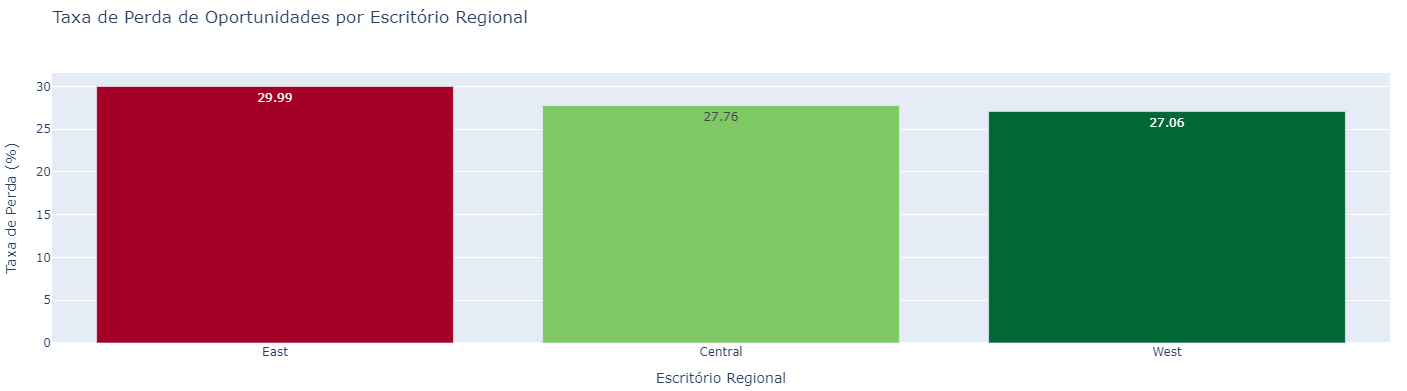 Taxa de Perda de Oportunidades por Escritório Regional
Taxa de Perda (%)
30
25
20
15
10
5
0
29.99
27.76
27.06
East
Central
West
Escritório Regional